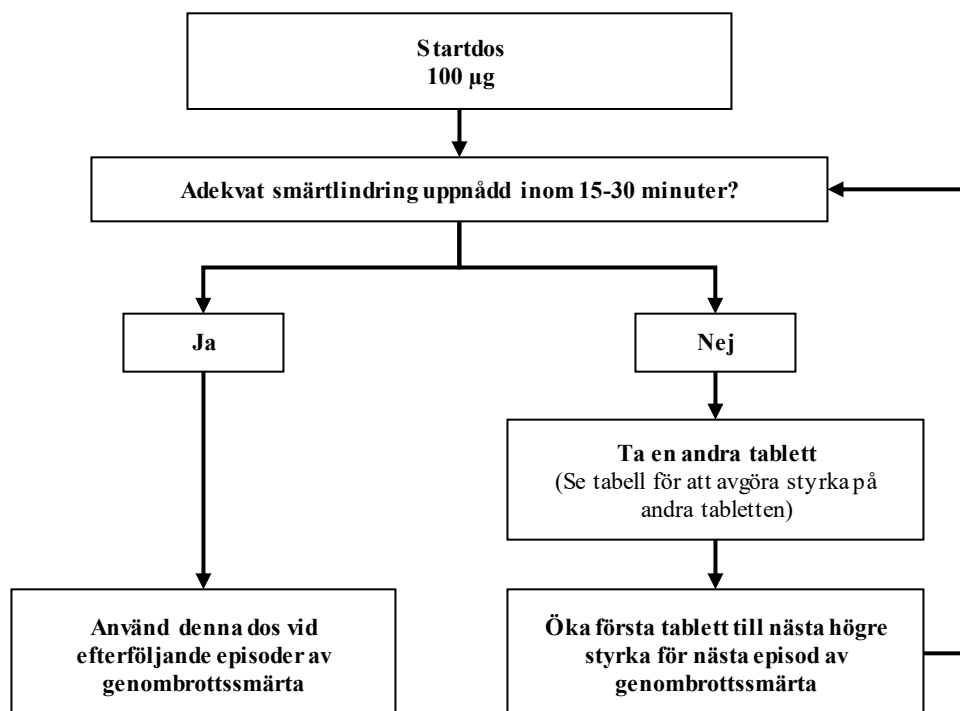 Startdos
100 µg
Adekvat smärtlindring uppnådd inom 15-30 minuter?
Ja
Nej
Ta en andra tablett
(Se tabell för att avgöra styrka på
andra tabletten)
Använd denna dos vid
efterföljande episoder av
genombrottssmärta
Öka första tablett till nästa högre
styrka för nästa episod av
genombrottssmärta